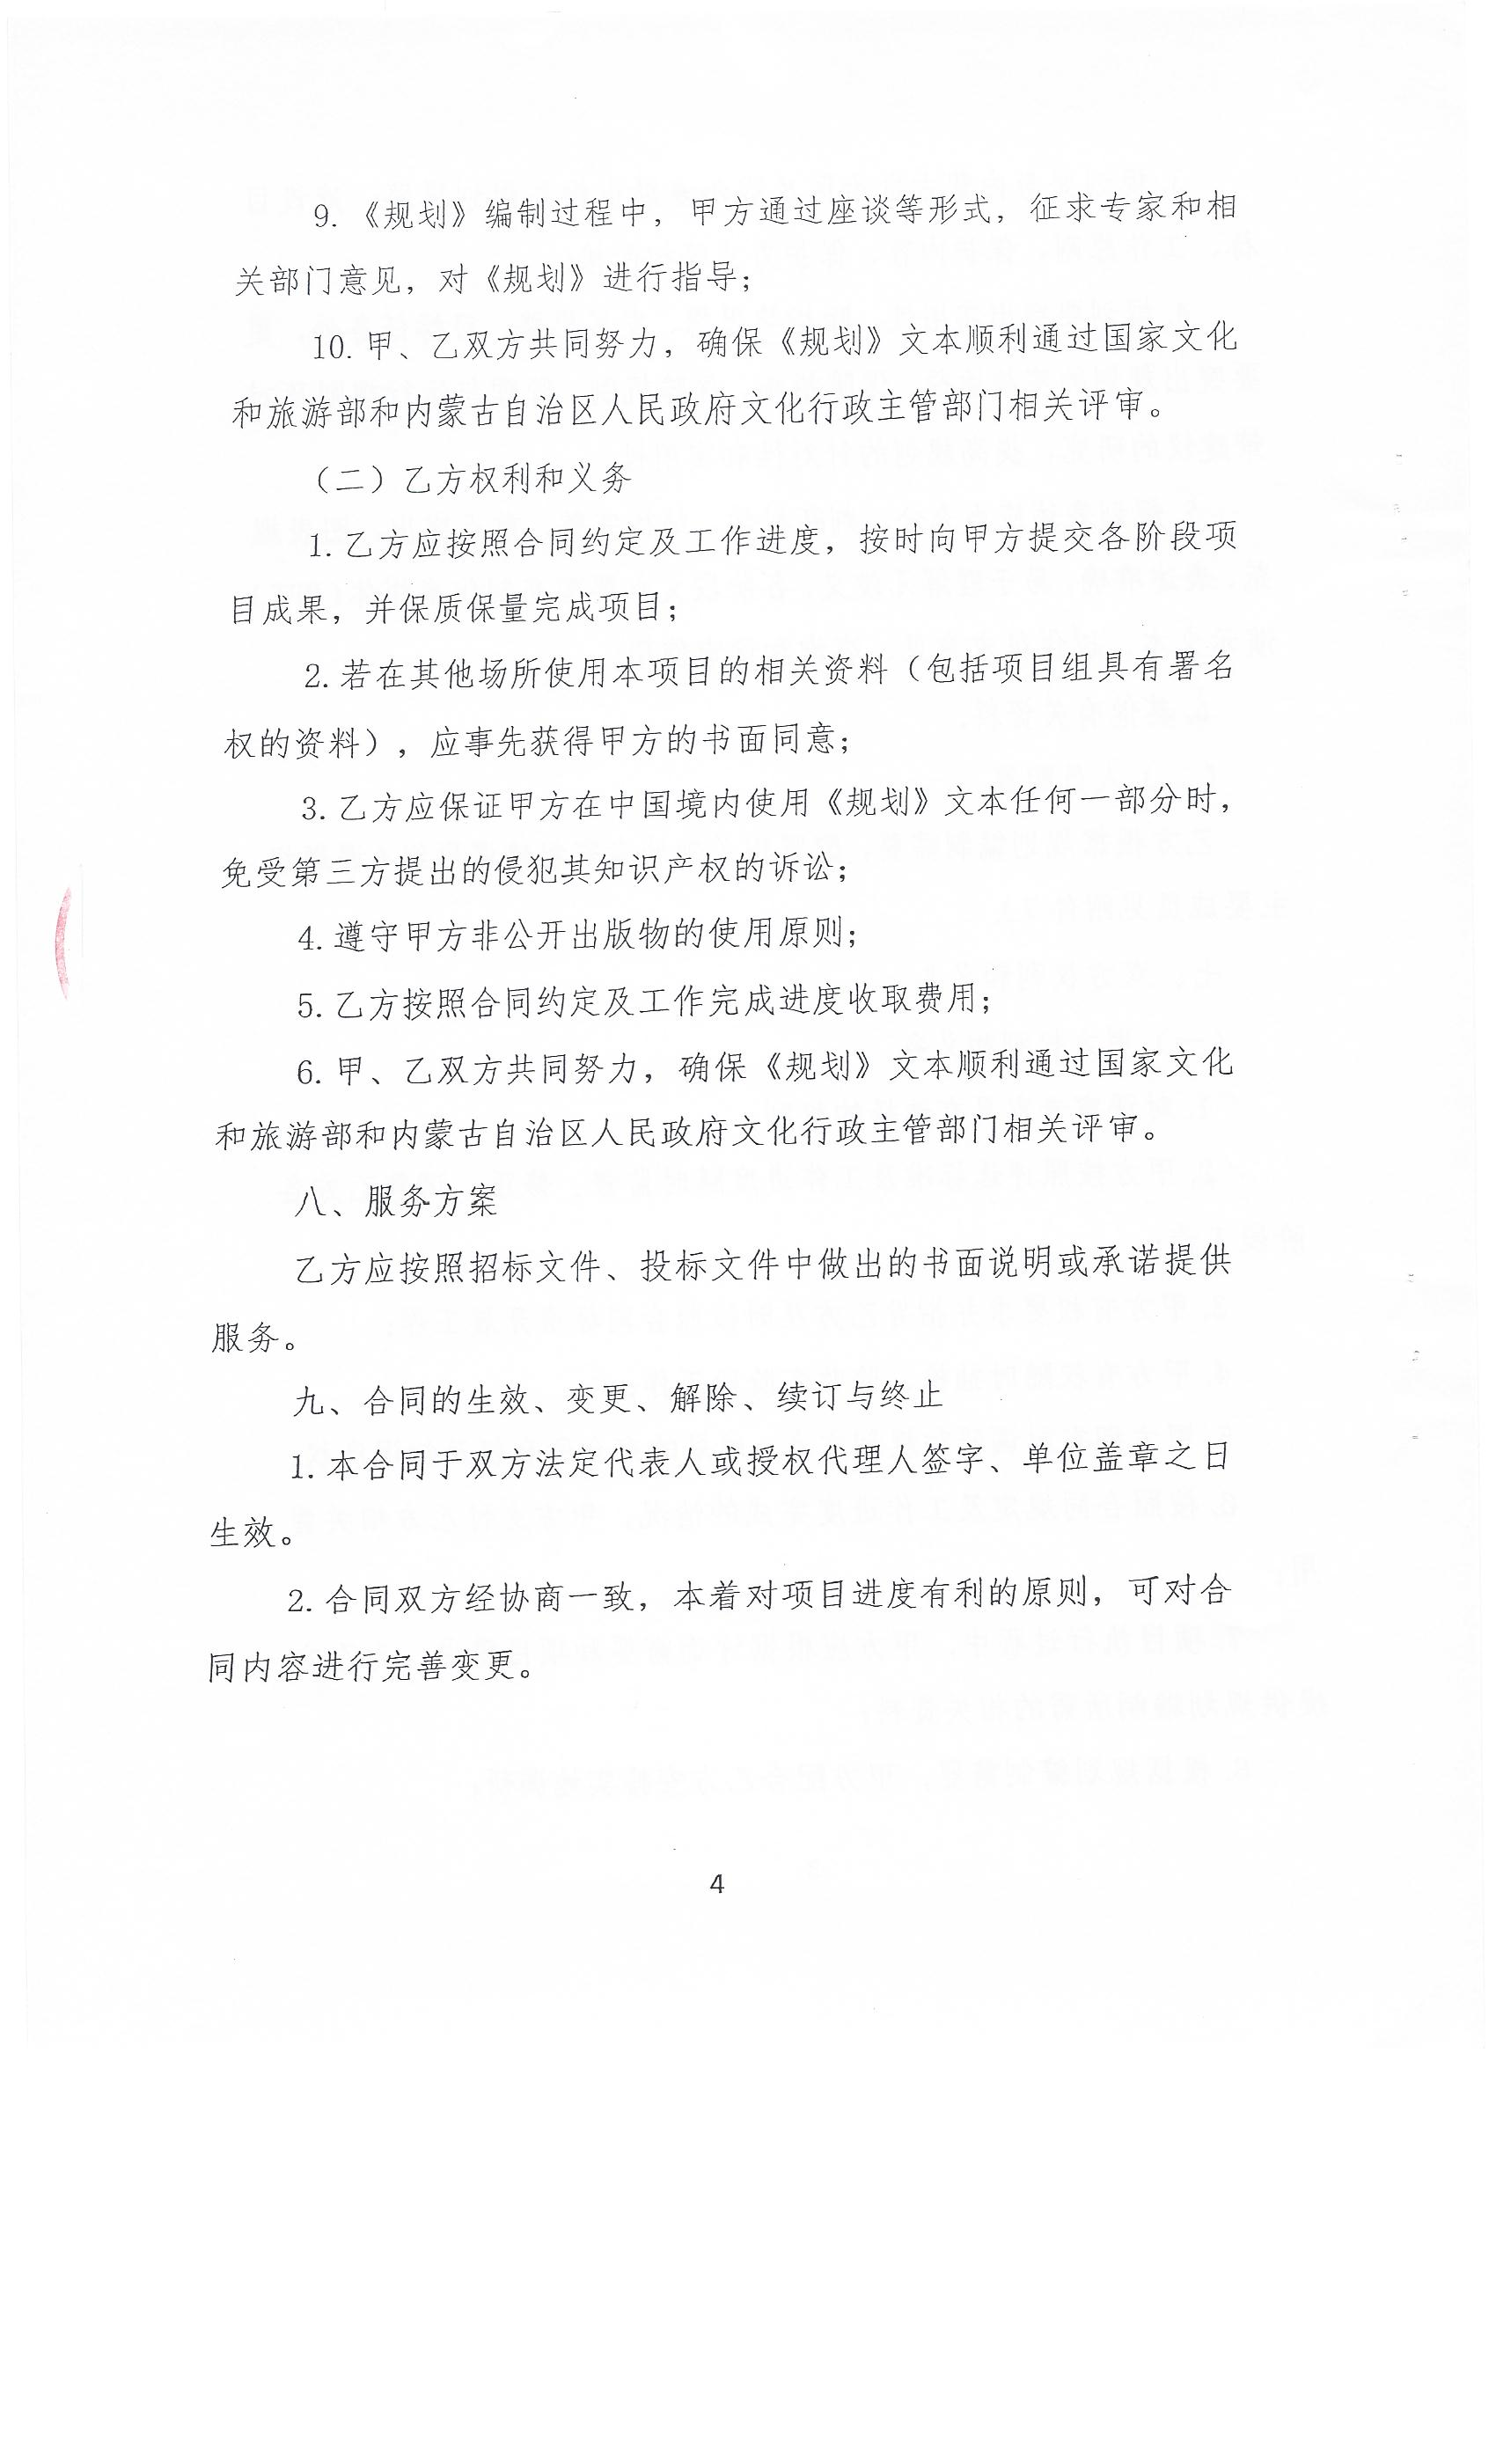 9.《规划》编制过程中，甲方通过座谈等形式，征求专家和相
关部门意见，对《规划》进行指导；
10. 甲、乙双方共同努力，确保《规划》文本顺利通过国家文化
和旅游部和内蒙古自治区人民政府文化行政主管部门相关评审。
（二）乙方权利和义务
1. 乙方应按照合同约定及工作进度，按时向甲方提交各阶段项
目成果，并保质保量完成项目；
2. 若在其他场所使用本项目的相关资料（包括项目组具有署名
权的资料），应事先获得甲方的书面同意；
3. 乙方应保证甲方在中国境内使用《规划》文本任何一部分时，
免受第三方提出的侵犯其知识产权的诉讼；
4. 遵守甲方非公开出版物的使用原则；
5. 乙方按照合同约定及工作完成进度收取费用；
6. 甲、乙双方共同努力，确保《规划》文本顺利通过国家文化
和旅游部和内蒙古自治区人民政府文化行政主管部门相关评审。
八、服务方案
乙方应按照招标文件、投标文件中做出的书面说明或承诺提供
服务。
九、合同的生效、变更、解除、续订与终止
1. 本合同于双方法定代表人或授权代理人签字、单位盖章之日
生效。
2. 合同双方经协商一致，本着对项目进度有利的原则，可对合
同内容进行完善变更。
4